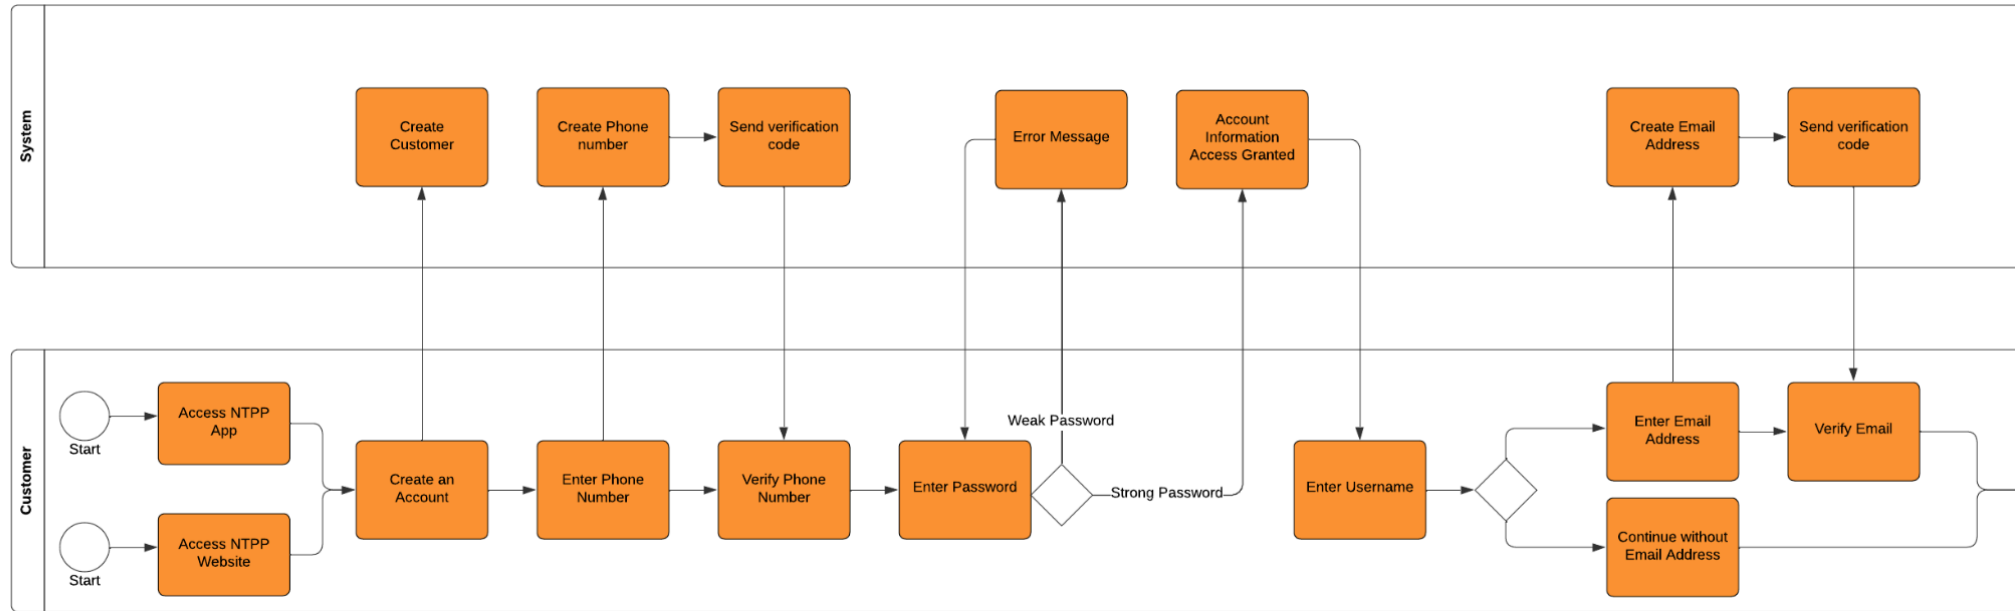 System
Create
Customer
Create Phone
number
Send verification
code
Error Message
Account
Information
Access Granted
Create Email
Address
Send verification
code
Customer
Start
Access NTPP
App
Start
Access NTPP
Website
Create an
Account
Enter Phone
Number
Verify Phone
Number
Enter Password
Weak Password
Strong Password
Enter Username
Enter Email
Address
Verify Email
Continue without
Email Address